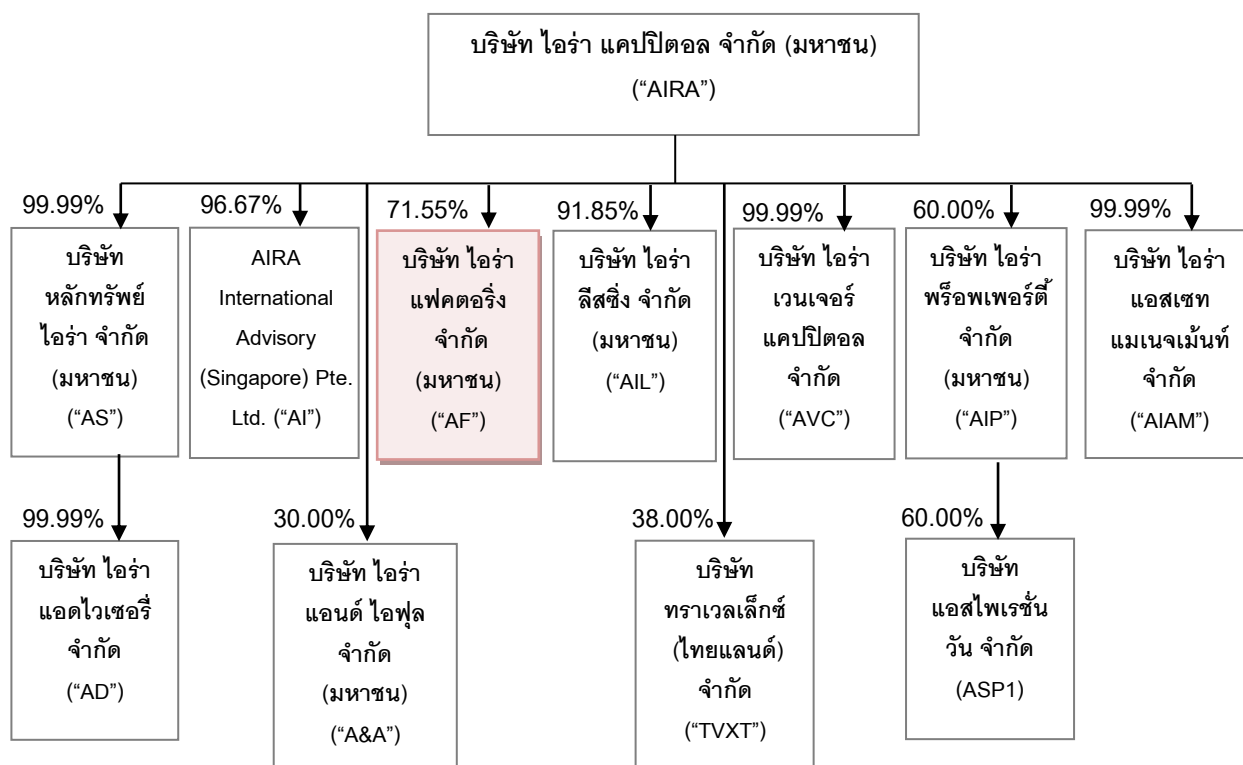 บริษัท ไอร่า แคปปิตอล จำกัด (มหาชน)
(“AIRA”)
99.99%
บริษัท
หลักทรัพย์
ไอร่า จำกัด
(มหาชน)
(“AS”)
96.67%
AIRA
International
Advisory
(Singapore) Pte.
Ltd. (“AI”)
71.55%
บริษัท ไอร่า
แฟคตอริ่ง
จำกัด
(มหาชน)
(“AF”)
91.85%
บริษัท ไอร่า
ลีสซิ่ง จำกัด
(มหาชน)
(“AIL”)
99.99%
บริษัท ไอร่า
เวนเจอร์
แคปปิตอล
จำกัด
(“AVC”)
60.00%
บริษัท ไอร่า
พร็อพเพอร์ตี้
จำกัด
(มหาชน)
(“AIP”)
99.99%
บริษัท ไอร่า
แอสเซท
แมเนจเม้นท์
จำกัด
(“AIAM”)
99.99%
บริษัท ไอร่า
แอดไวเซอรี่
จำกัด
(“AD”)
30.00%
บริษัท ไอร่า
แอนด์ ไอฟุล
จำกัด
(มหาชน)
(“A&A”)
38.00%
บริษัท
ทราเวลเล็กซ์
(ไทยแลนด์)
จำกัด
(“TVXT”)
60.00%
บริษัท
แอสไพเรชั่น
วัน จำกัด
(ASP1)